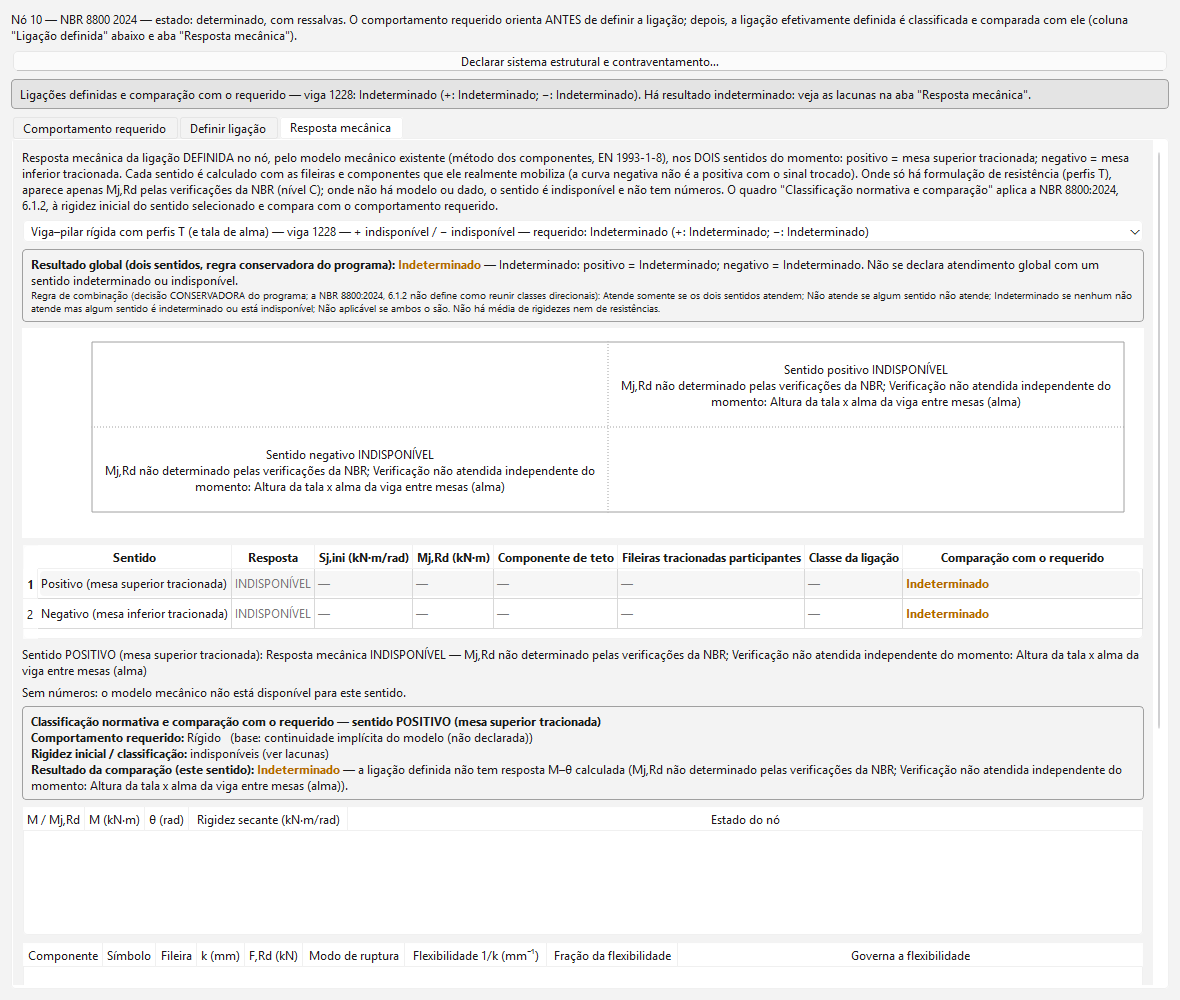 Nó 10 — NBR 8800 2024 — estado: determinado, com ressalvas. O comportamento requerido orienta ANTES de definir a ligação; depois, a ligação efetivamente definida é classificada e comparada com ele (coluna
"Ligação definida" abaixo e aba "Resposta mecânica").
Declarar sistema estrutural e contraventamento...
Ligações definidas e comparação com o requerido — viga 1228: Indeterminado (+: Indeterminado; −: Indeterminado). Há resultado indeterminado: veja as lacunas na aba "Resposta mecânica".
Comportamento requerido Definir ligação Resposta mecânica
Resposta mecânica da ligação DEFINIDA no nó, pelo modelo mecânico existente (método dos componentes, EN 1993-1-8), nos DOIS sentidos do momento: positivo = mesa superior tracionada; negativo = mesa
inferior tracionada. Cada sentido é calculado com as fileiras e componentes que ele realmente mobiliza (a curva negativa não é a positiva com o sinal trocado). Onde só há formulação de resistência (perfis T),
aparece apenas Mj,Rd pelas verificações da NBR (nível C); onde não há modelo ou dado, o sentido é indisponível e não tem números. O quadro "Classificação normativa e comparação" aplica a NBR 8800:2024,
6.1.2, à rigidez inicial do sentido selecionado e compara com o comportamento requerido.
Viga–pilar rígida com perfis T (e tala de alma) — viga 1228 — + indisponível / − indisponível — requerido: Indeterminado (+: Indeterminado; −: Indeterminado)
Resultado global (dois sentidos, regra conservadora do programa): Indeterminado — Indeterminado: positivo = Indeterminado; negativo = Indeterminado. Não se declara atendimento global com um
sentido indeterminado ou indisponível.
Regra de combinação (decisão CONSERVADORA do programa; a NBR 8800:2024, 6.1.2 não define como reunir classes direcionais): Atende somente se os dois sentidos atendem; Não atende se algum sentido não atende; Indeterminado se nenhum não
atende mas algum sentido é indeterminado ou está indisponível; Não aplicável se ambos o são. Não há média de rigidezes nem de resistências.
Sentido positivo INDISPONÍVEL
Mj,Rd não determinado pelas verificações da NBR; Verificação não atendida independente do
momento: Altura da tala x alma da viga entre mesas (alma)
Sentido negativo INDISPONÍVEL
Mj,Rd não determinado pelas verificações da NBR; Verificação não atendida independente do
momento: Altura da tala x alma da viga entre mesas (alma)
Sentido Resposta Sj,ini (kN·m/rad) Mj,Rd (kN·m) Componente de teto Fileiras tracionadas participantes Classe da ligação Comparação com o requerido
1 Positivo (mesa superior tracionada) INDISPONÍVEL — — — — — Indeterminado
2 Negativo (mesa inferior tracionada) INDISPONÍVEL — — — — — Indeterminado
Sentido POSITIVO (mesa superior tracionada): Resposta mecânica INDISPONÍVEL — Mj,Rd não determinado pelas verificações da NBR; Verificação não atendida independente do momento: Altura da tala x alma da
viga entre mesas (alma)
Sem números: o modelo mecânico não está disponível para este sentido.
Classificação normativa e comparação com o requerido — sentido POSITIVO (mesa superior tracionada)
Comportamento requerido: Rígido (base: continuidade implícita do modelo (não declarada))
Rigidez inicial / classificação: indisponíveis (ver lacunas)
Resultado da comparação (este sentido): Indeterminado — a ligação definida não tem resposta M–θ calculada (Mj,Rd não determinado pelas verificações da NBR; Verificação não atendida independente do
momento: Altura da tala x alma da viga entre mesas (alma)).
M / Mj,Rd M (kN·m) θ (rad) Rigidez secante (kN·m/rad) Estado do nó
Componente Símbolo Fileira k (mm) F,Rd (kN) Modo de ruptura Flexibilidade 1/k (mm⁻¹) Fração da flexibilidade Governa a flexibilidade